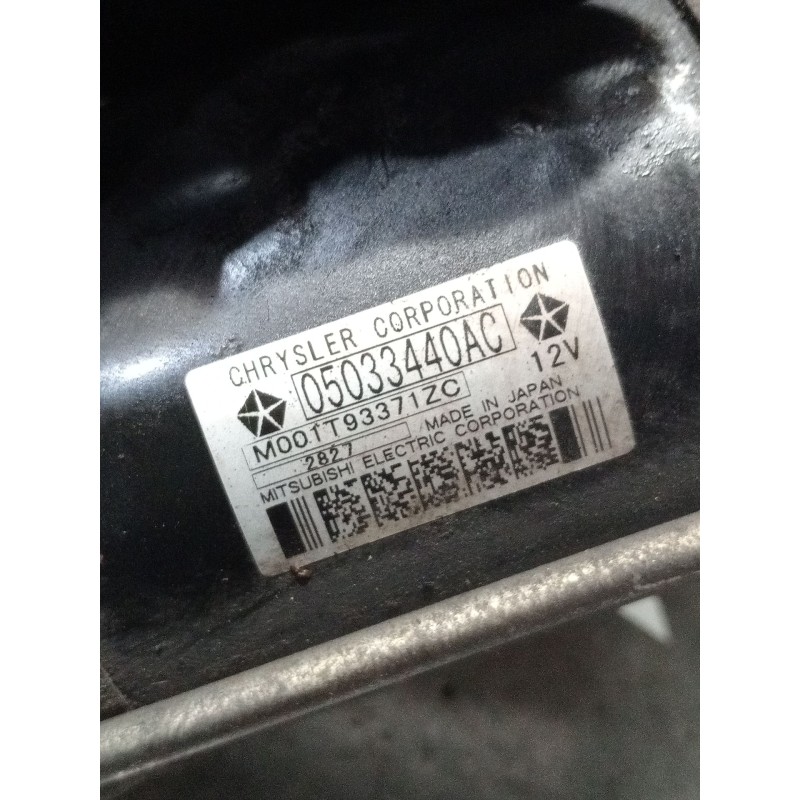 CHRYSLER CORPORATION
05033440AC
12V
M001T93371ZC
2827
MADE IN JAPAN
MITSUBISHI ELECTRIC CORPORATION